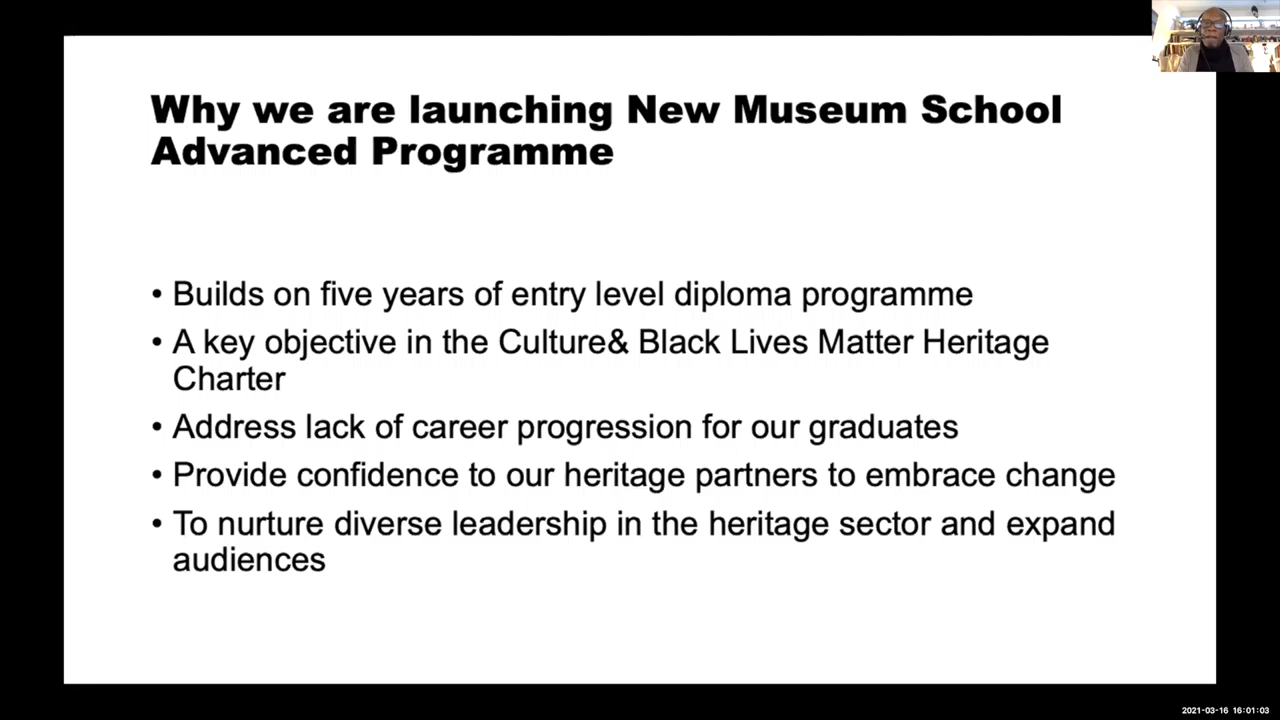 Why we are launching New Museum School
Advanced Programme
• Builds on five years of entry level diploma programme
• A key objective in the Culture& Black Lives Matter Heritage
Charter
• Address lack of career progression for our graduates
• Provide confidence to our heritage partners to embrace change
• To nurture diverse leadership in the heritage sector and expand
audiences
2021-03-16 16:01:03